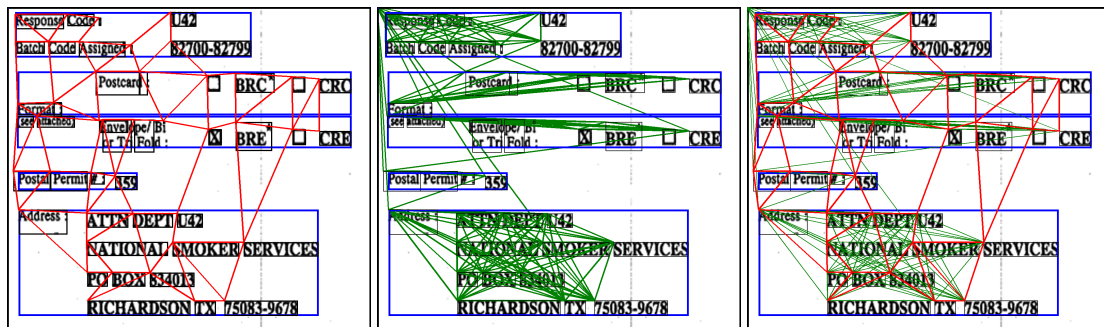 Response Code :
U42
Batch Code Assigned :
82700-82799
Postcard : ☐ BRC* ☐ CRC
Format :
(see attached)
Envelope/ Bi ☒ BRE* ☐ CRE
or Tri Fold :
Postal Permit # : 359
Address :
ATTN DEPT U42
NATIONAL SMOKER SERVICES
PO BOX 834013
RICHARDSON TX 75083-9678
Response Code :
U42
Batch Code Assigned :
82700-82799
Postcard : ☐ BRC* ☐ CRC
Format :
(see attached)
Envelope/ Bi ☒ BRE* ☐ CRE
or Tri Fold :
Postal Permit # : 359
Address :
ATTN DEPT U42
NATIONAL SMOKER SERVICES
PO BOX 834013
RICHARDSON TX 75083-9678
Response Code :
U42
Batch Code Assigned :
82700-82799
Postcard : ☐ BRC* ☐ CRC
Format :
(see attached)
Envelope/ Bi ☒ BRE* ☐ CRE
or Tri Fold :
Postal Permit # : 359
Address :
ATTN DEPT U42
NATIONAL SMOKER SERVICES
PO BOX 834013
RICHARDSON TX 75083-9678